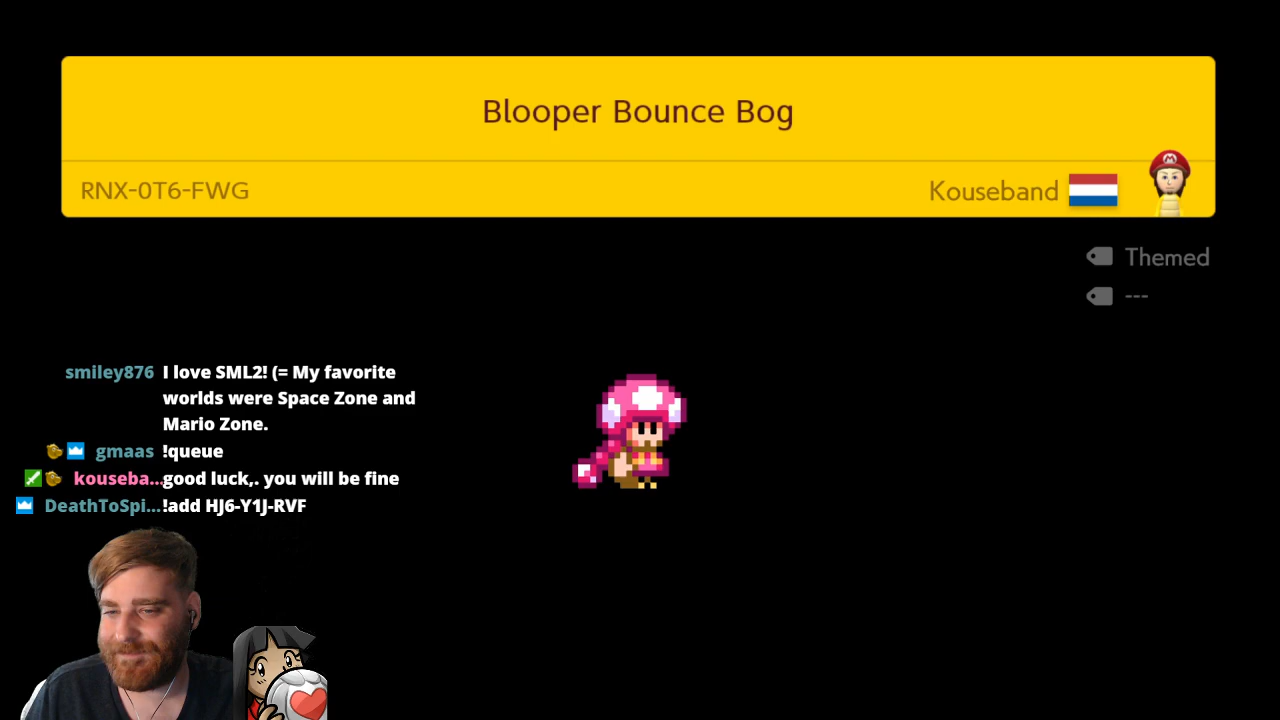 Blooper Bounce Bog
RNX-0T6-FWG
Kouseband
Themed
---
smiley876 I love SML2! (= My favorite
worlds were Space Zone and
Mario Zone.
gmaas !queue
kouseba... good luck,. you will be fine
DeathToSpi... !add HJ6-Y1J-RVF